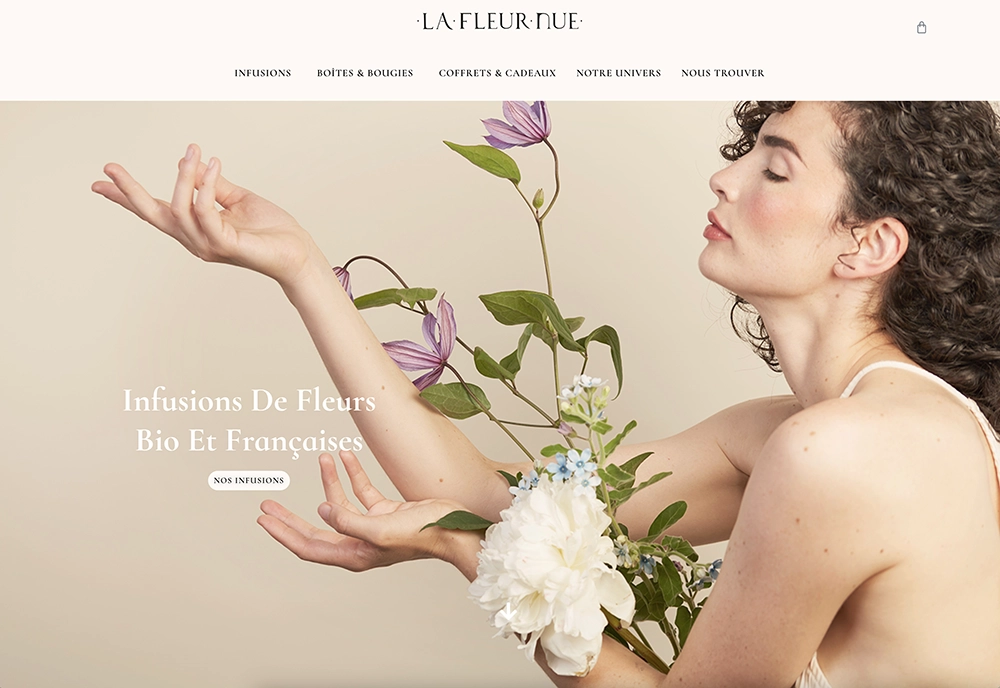 ·LA·FLEUR·NUE·
INFUSIONS BOÎTES & BOUGIES COFFRETS & CADEAUX NOTRE UNIVERS NOUS TROUVER
Infusions De Fleurs
Bio Et Françaises
NOS INFUSIONS